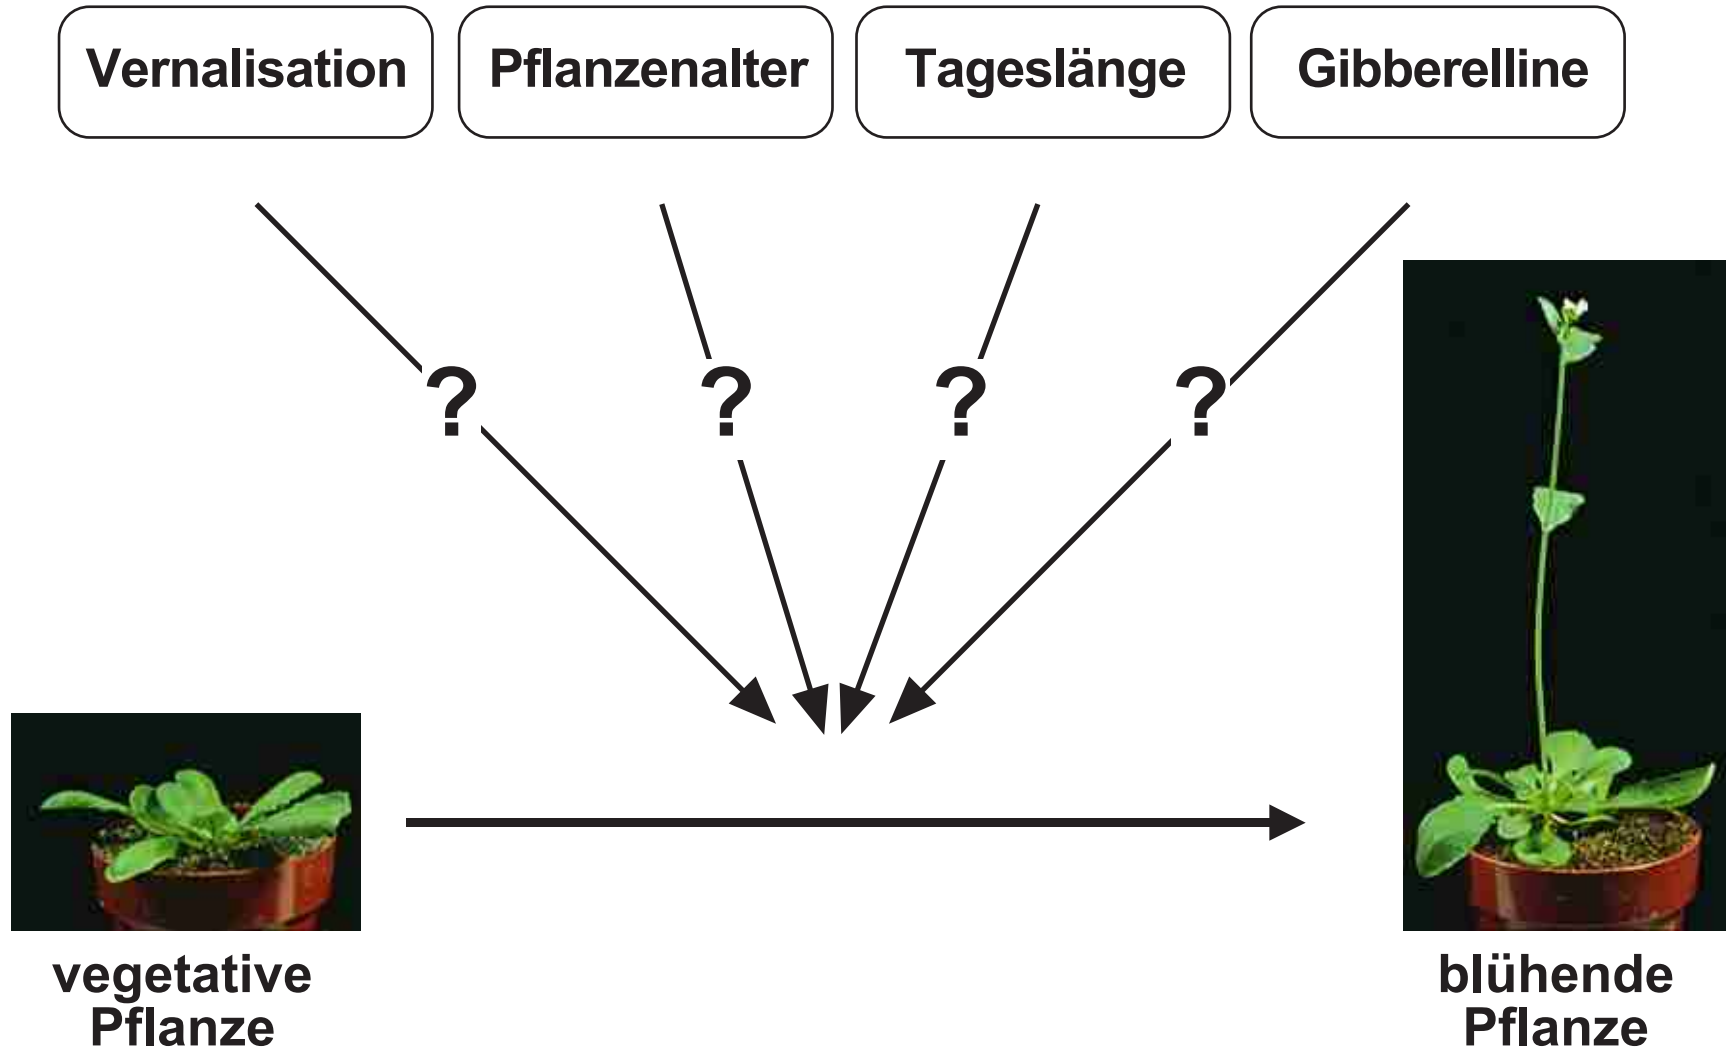 Vernalisation Pflanzenalter Tageslänge Gibberelline
? ? ? ?
vegetative
Pflanze
blühende
Pflanze